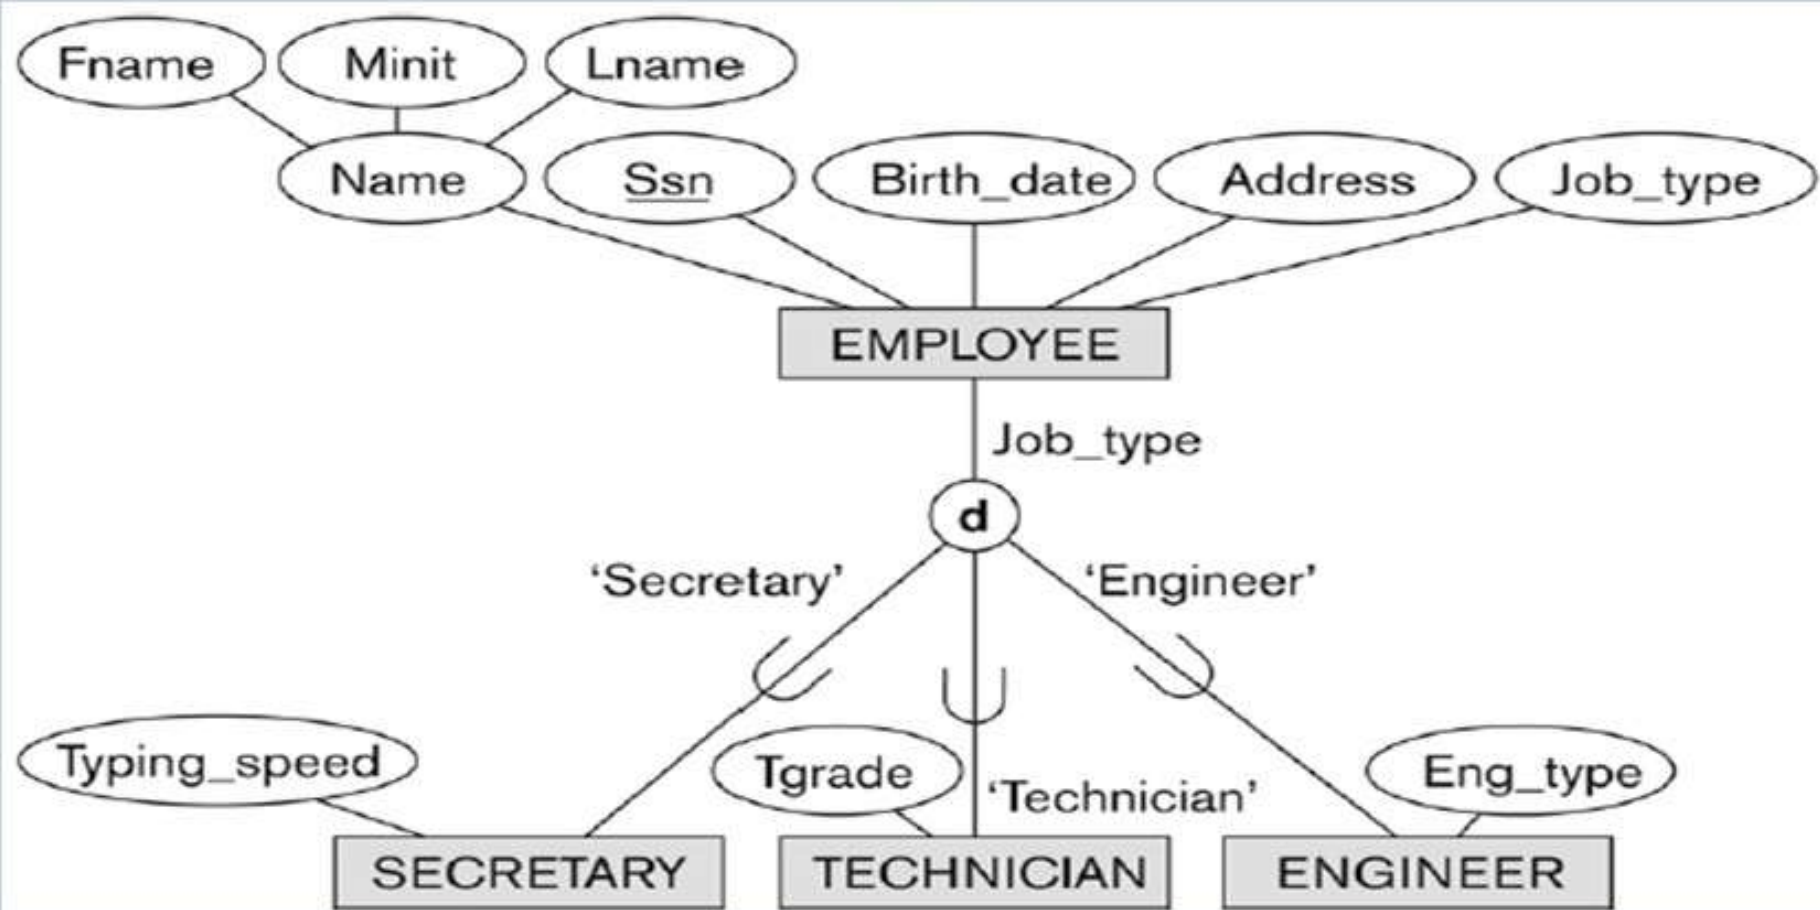 Fname Minit Lname
Name Ssn Birth_date Address Job_type
EMPLOYEE
Job_type
d
‘Secretary’ ‘Engineer’
Typing_speed Tgrade Eng_type
‘Technician’
SECRETARY TECHNICIAN ENGINEER